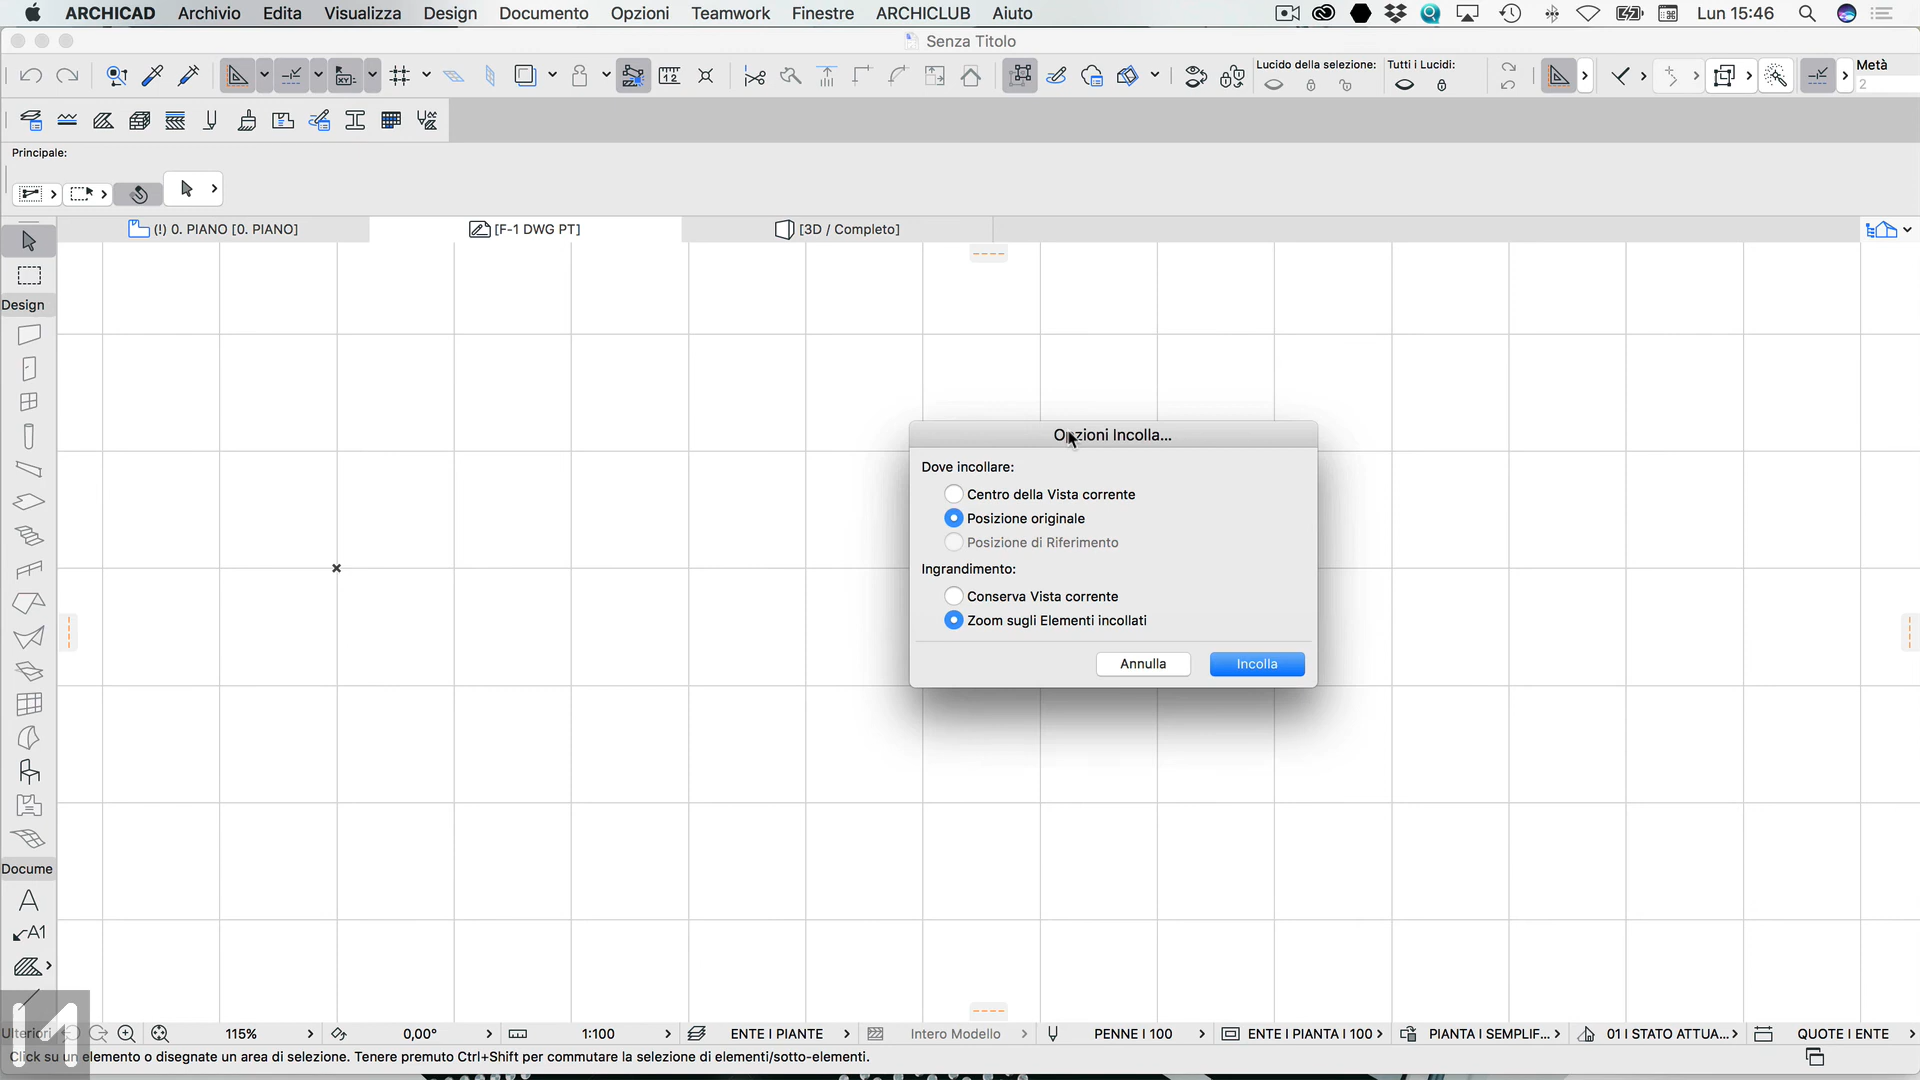 ARCHICAD Archivio Edita Visualizza Design Documento Opzioni Teamwork Finestre ARCHICLUB Aiuto Lun 15:46
Senza Titolo
Lucido della selezione: Tutti i Lucidi: Metà
2
Principale:
(!) 0. PIANO [0. PIANO] [F-1 DWG PT] [3D / Completo]
Design
Opzioni Incolla...
Dove incollare:
Centro della Vista corrente
Posizione originale
Posizione di Riferimento
Ingrandimento:
Conserva Vista corrente
Zoom sugli Elementi incollati
Annulla Incolla
Docume
A
A1
Ulteriori 115% 0,00° 1:100 ENTE I PIANTE Intero Modello PENNE I 100 ENTE I PIANTA I 100 PIANTA I SEMPLIF... 01 I STATO ATTUA... QUOTE I ENTE
Click su un elemento o disegnate un area di selezione. Tenere premuto Ctrl+Shift per commutare la selezione di elementi/sotto-elementi.